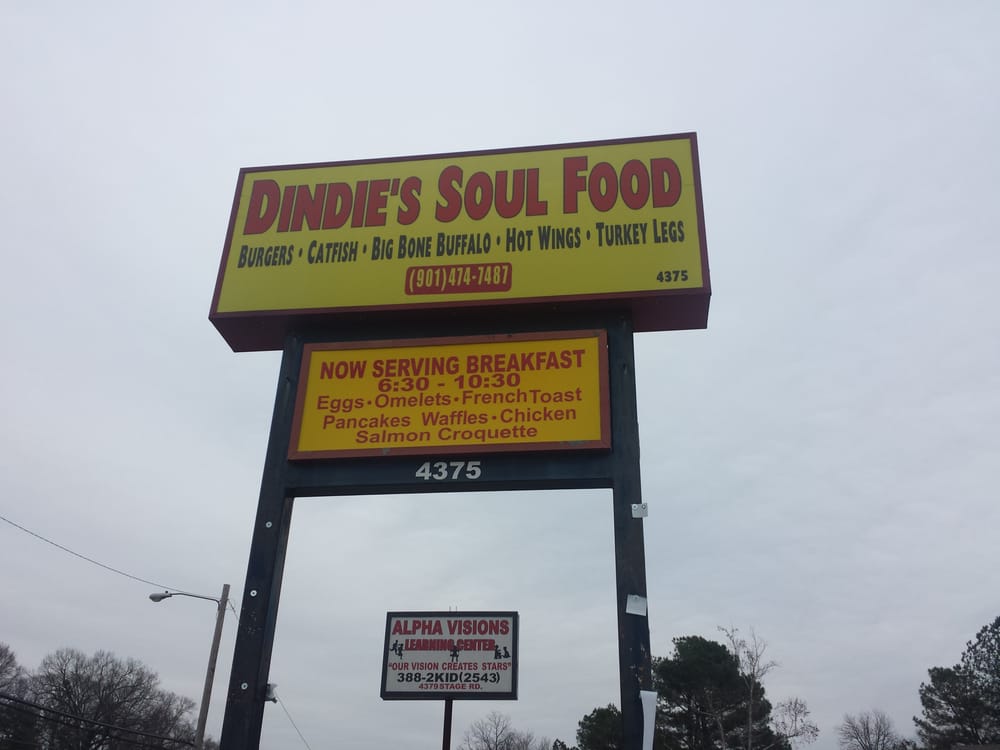 DINDIE'S SOUL FOOD
BURGERS • CATFISH • BIG BONE BUFFALO • HOT WINGS • TURKEY LEGS
(901)474-7487
4375
NOW SERVING BREAKFAST
6:30 - 10:30
Eggs • Omelets • French Toast
Pancakes Waffles • Chicken
Salmon Croquette
4375
ALPHA VISIONS
LEARNING CENTER
"OUR VISION CREATES STARS"
388-2KID(2543)
4379 STAGE RD.